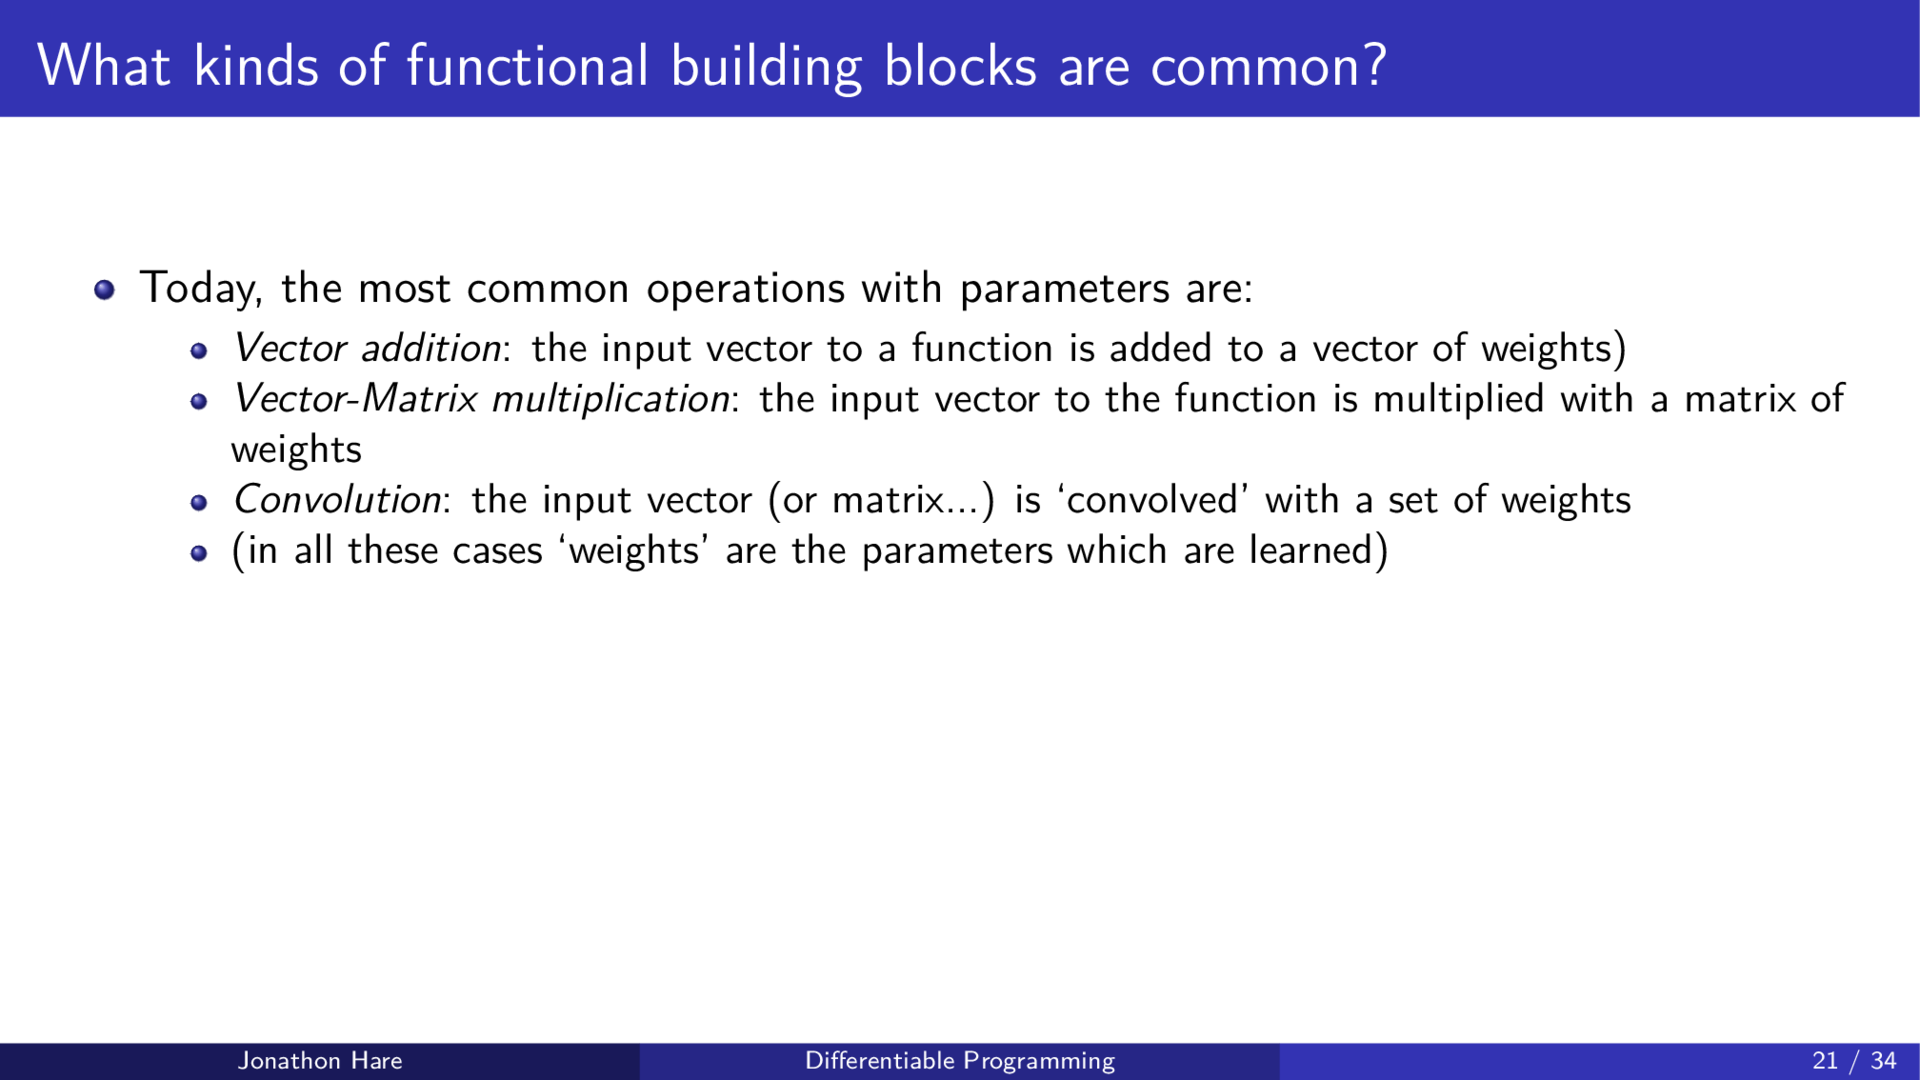 What kinds of functional building blocks are common?
Today, the most common operations with parameters are:
Vector addition: the input vector to a function is added to a vector of weights)
Vector-Matrix multiplication: the input vector to the function is multiplied with a matrix of
weights
Convolution: the input vector (or matrix...) is ‘convolved’ with a set of weights
(in all these cases ‘weights’ are the parameters which are learned)
Jonathon Hare
Differentiable Programming
21 / 34